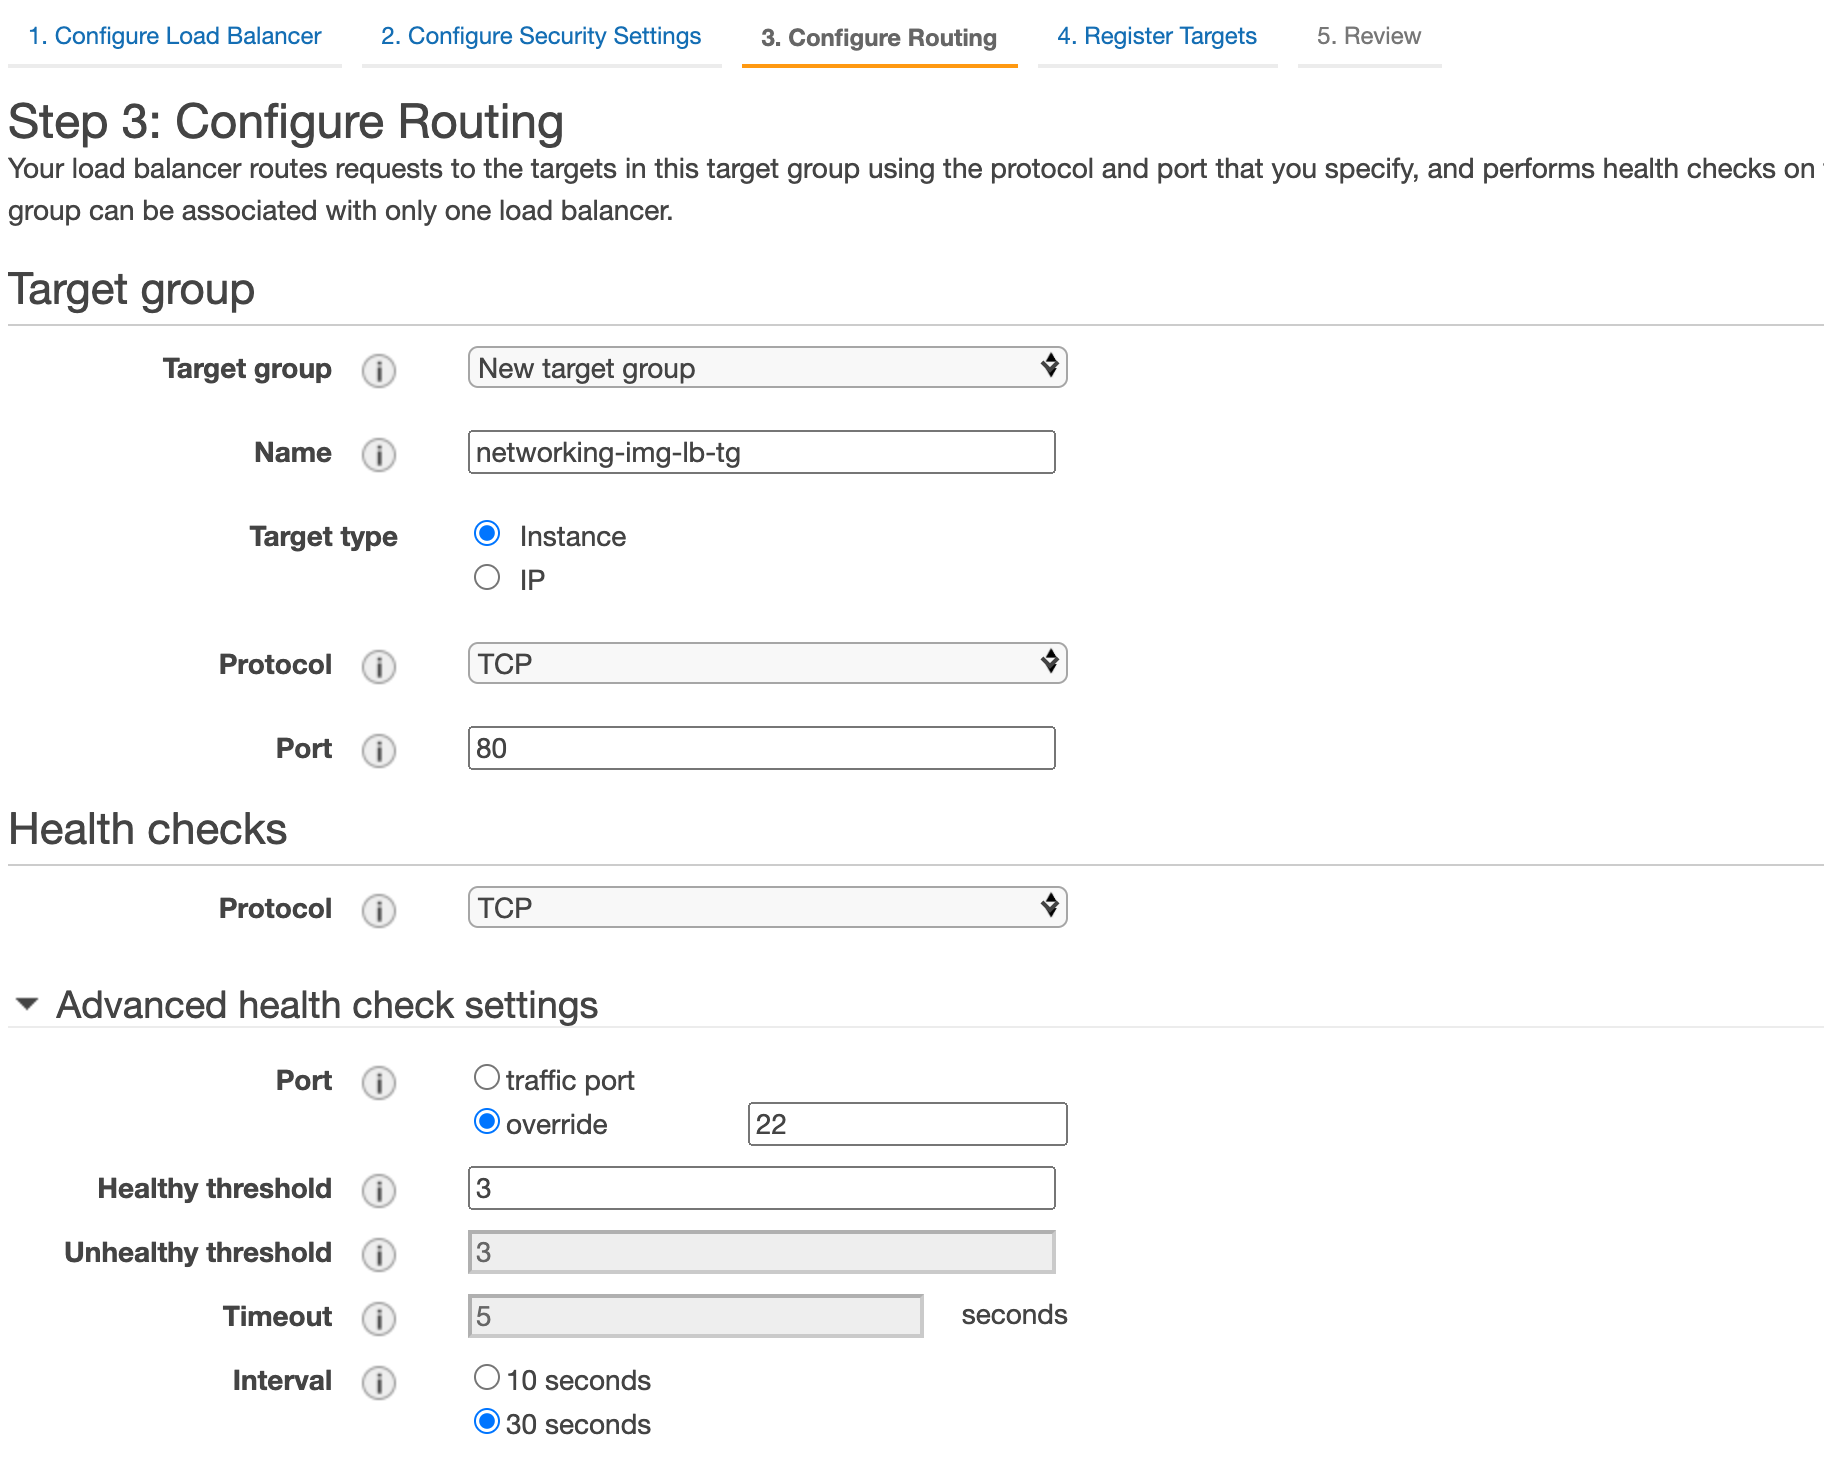 1. Configure Load Balancer 2. Configure Security Settings 3. Configure Routing 4. Register Targets 5. Review
Step 3: Configure Routing
Your load balancer routes requests to the targets in this target group using the protocol and port that you specify, and performs health checks on
group can be associated with only one load balancer.
Target group
Target group i New target group
Name i networking-img-lb-tg
Target type Instance
IP
Protocol i TCP
Port i 80
Health checks
Protocol i TCP
Advanced health check settings
Port i traffic port
override 22
Healthy threshold i 3
Unhealthy threshold i 3
Timeout i 5 seconds
Interval i 10 seconds
30 seconds